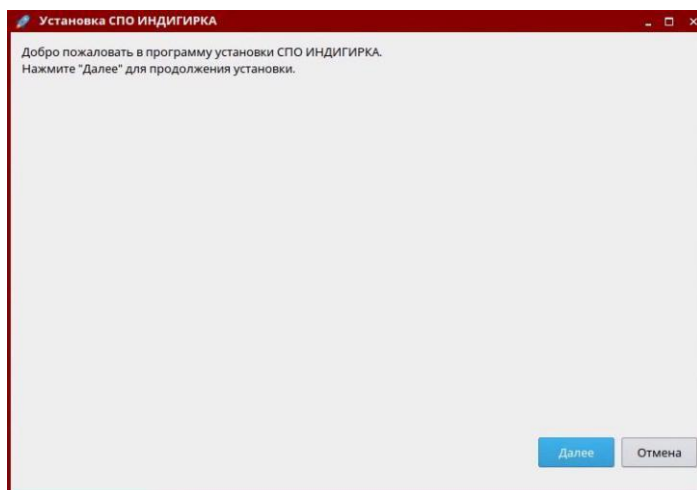 Установка СПО ИНДИГИРКА
Добро пожаловать в программу установки СПО ИНДИГИРКА.
Нажмите "Далее" для продолжения установки.
Далее
Отмена